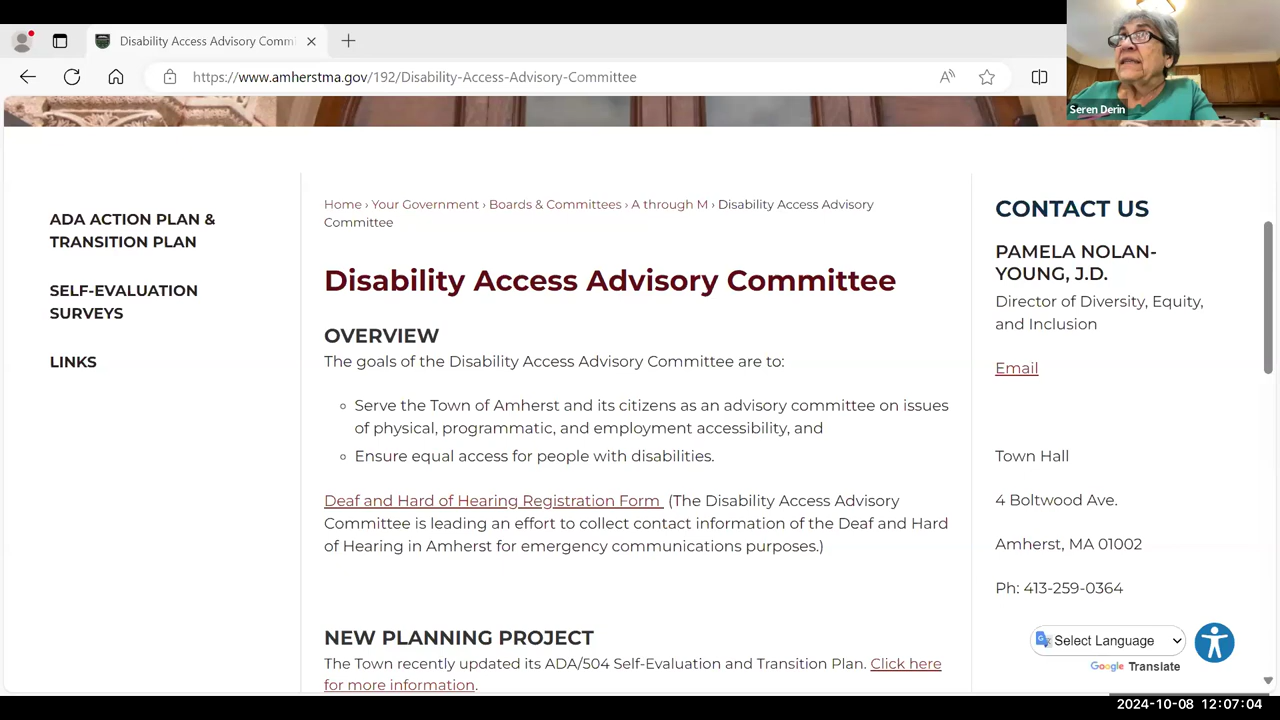 Disability Access Advisory Commi
https://www.amherstma.gov/192/Disability-Access-Advisory-Committee
Seren Derin
ADA ACTION PLAN &
TRANSITION PLAN
SELF-EVALUATION
SURVEYS
LINKS
Home › Your Government › Boards & Committees › A through M › Disability Access Advisory
Committee
Disability Access Advisory Committee
OVERVIEW
The goals of the Disability Access Advisory Committee are to:
Serve the Town of Amherst and its citizens as an advisory committee on issues
of physical, programmatic, and employment accessibility, and
Ensure equal access for people with disabilities.
Deaf and Hard of Hearing Registration Form (The Disability Access Advisory
Committee is leading an effort to collect contact information of the Deaf and Hard
of Hearing in Amherst for emergency communications purposes.)
NEW PLANNING PROJECT
The Town recently updated its ADA/504 Self-Evaluation and Transition Plan. Click here
for more information.
CONTACT US
PAMELA NOLAN-
YOUNG, J.D.
Director of Diversity, Equity,
and Inclusion
Email
Town Hall
4 Boltwood Ave.
Amherst, MA 01002
Ph: 413-259-0364
Select Language
Google Translate
2024-10-08 12:07:04